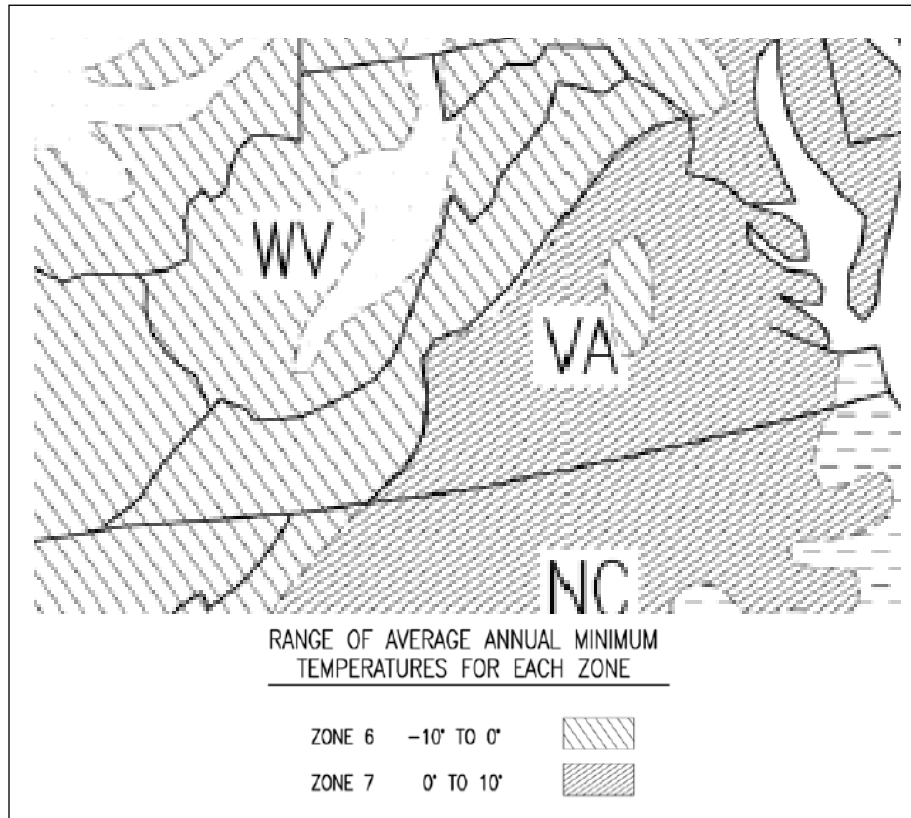 WV
VA
NC
RANGE OF AVERAGE ANNUAL MINIMUM
TEMPERATURES FOR EACH ZONE
ZONE 6 -10° TO 0°
ZONE 7 0° TO 10°